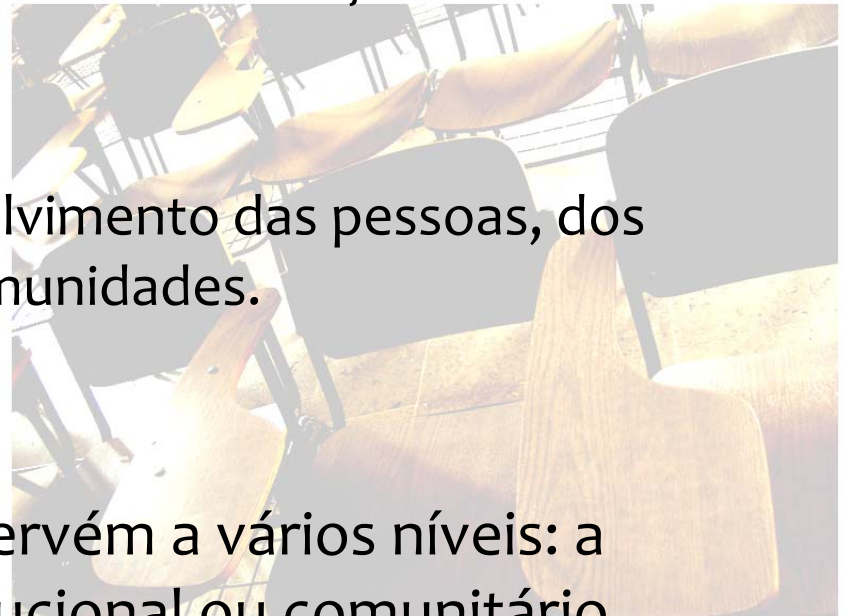 lvimento das pessoas, dos
munidades.
ervém a vários níveis: a
ucional ou comunitário